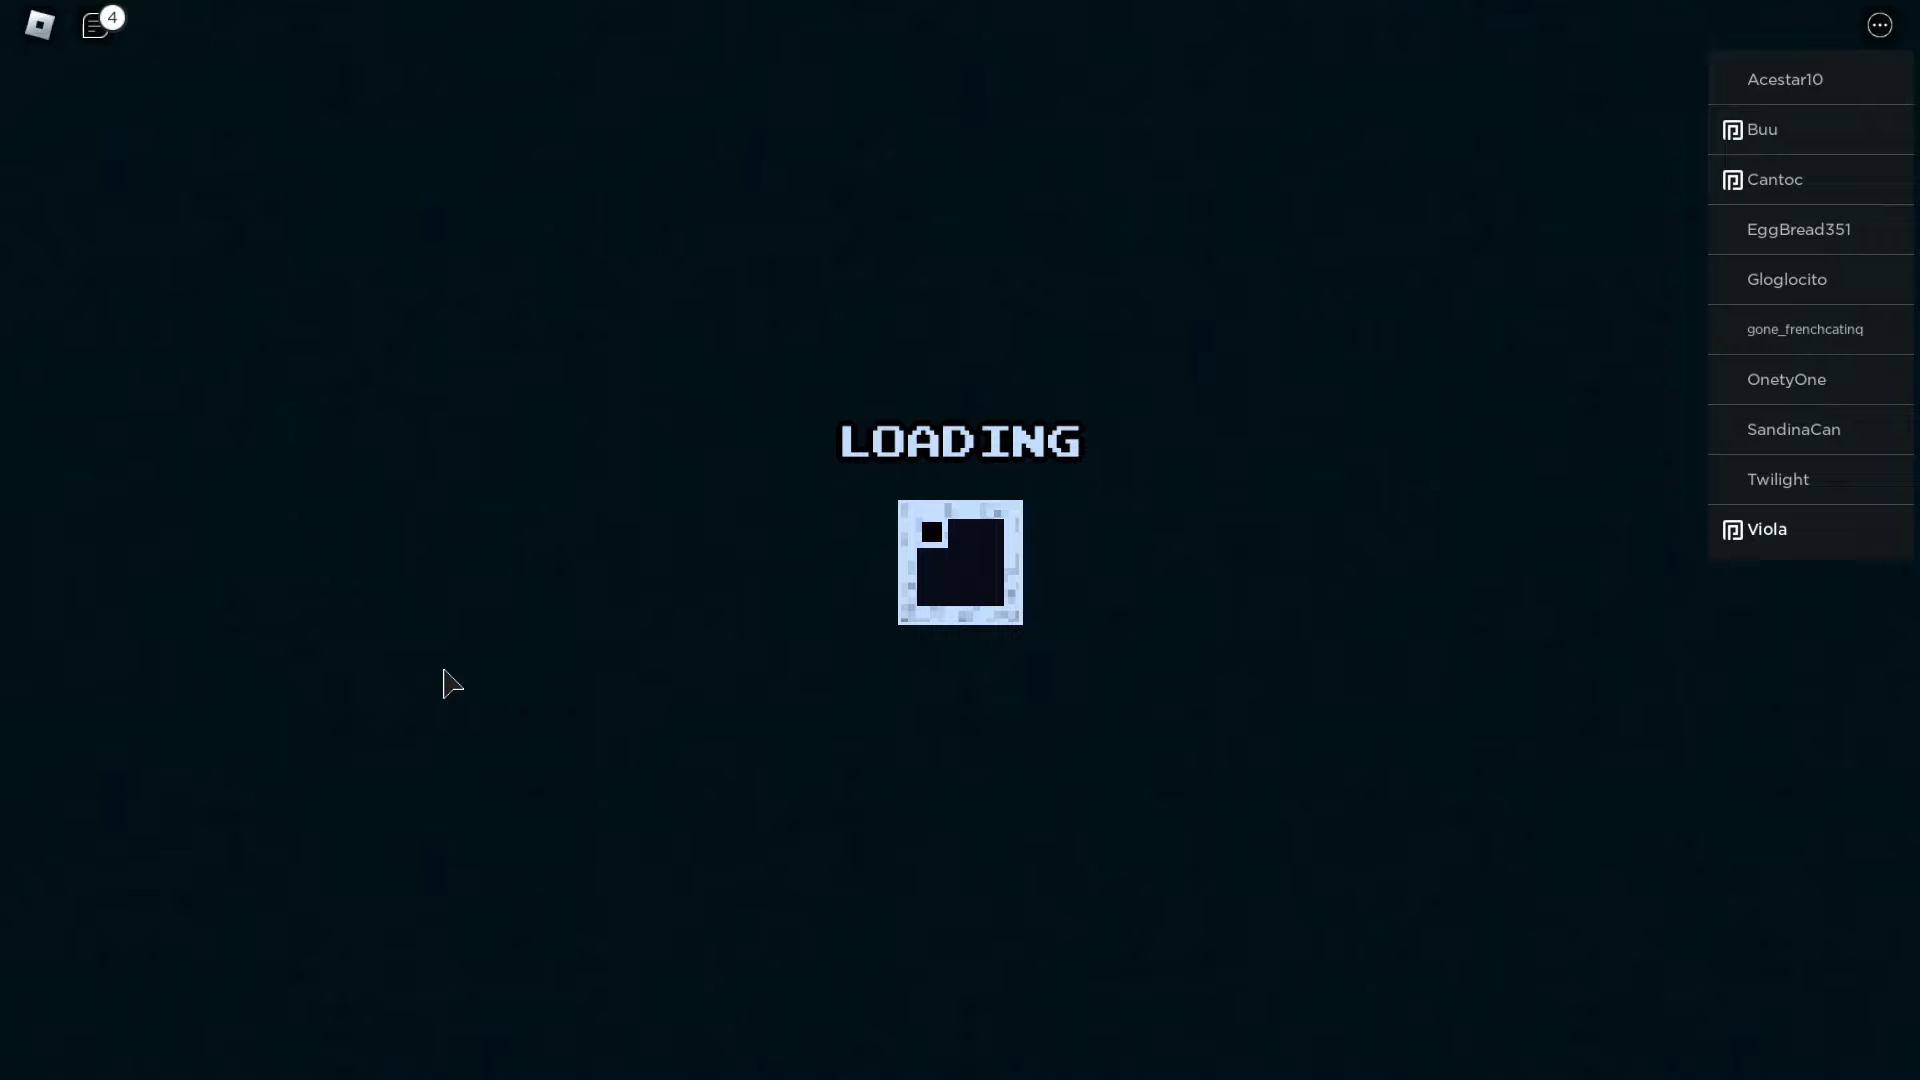 4
Acestar10
Buu
Cantoc
EggBread351
Gloglocito
gone_frenchcatinq
OnetyOne
SandinaCan
Twilight
Viola
LOADING